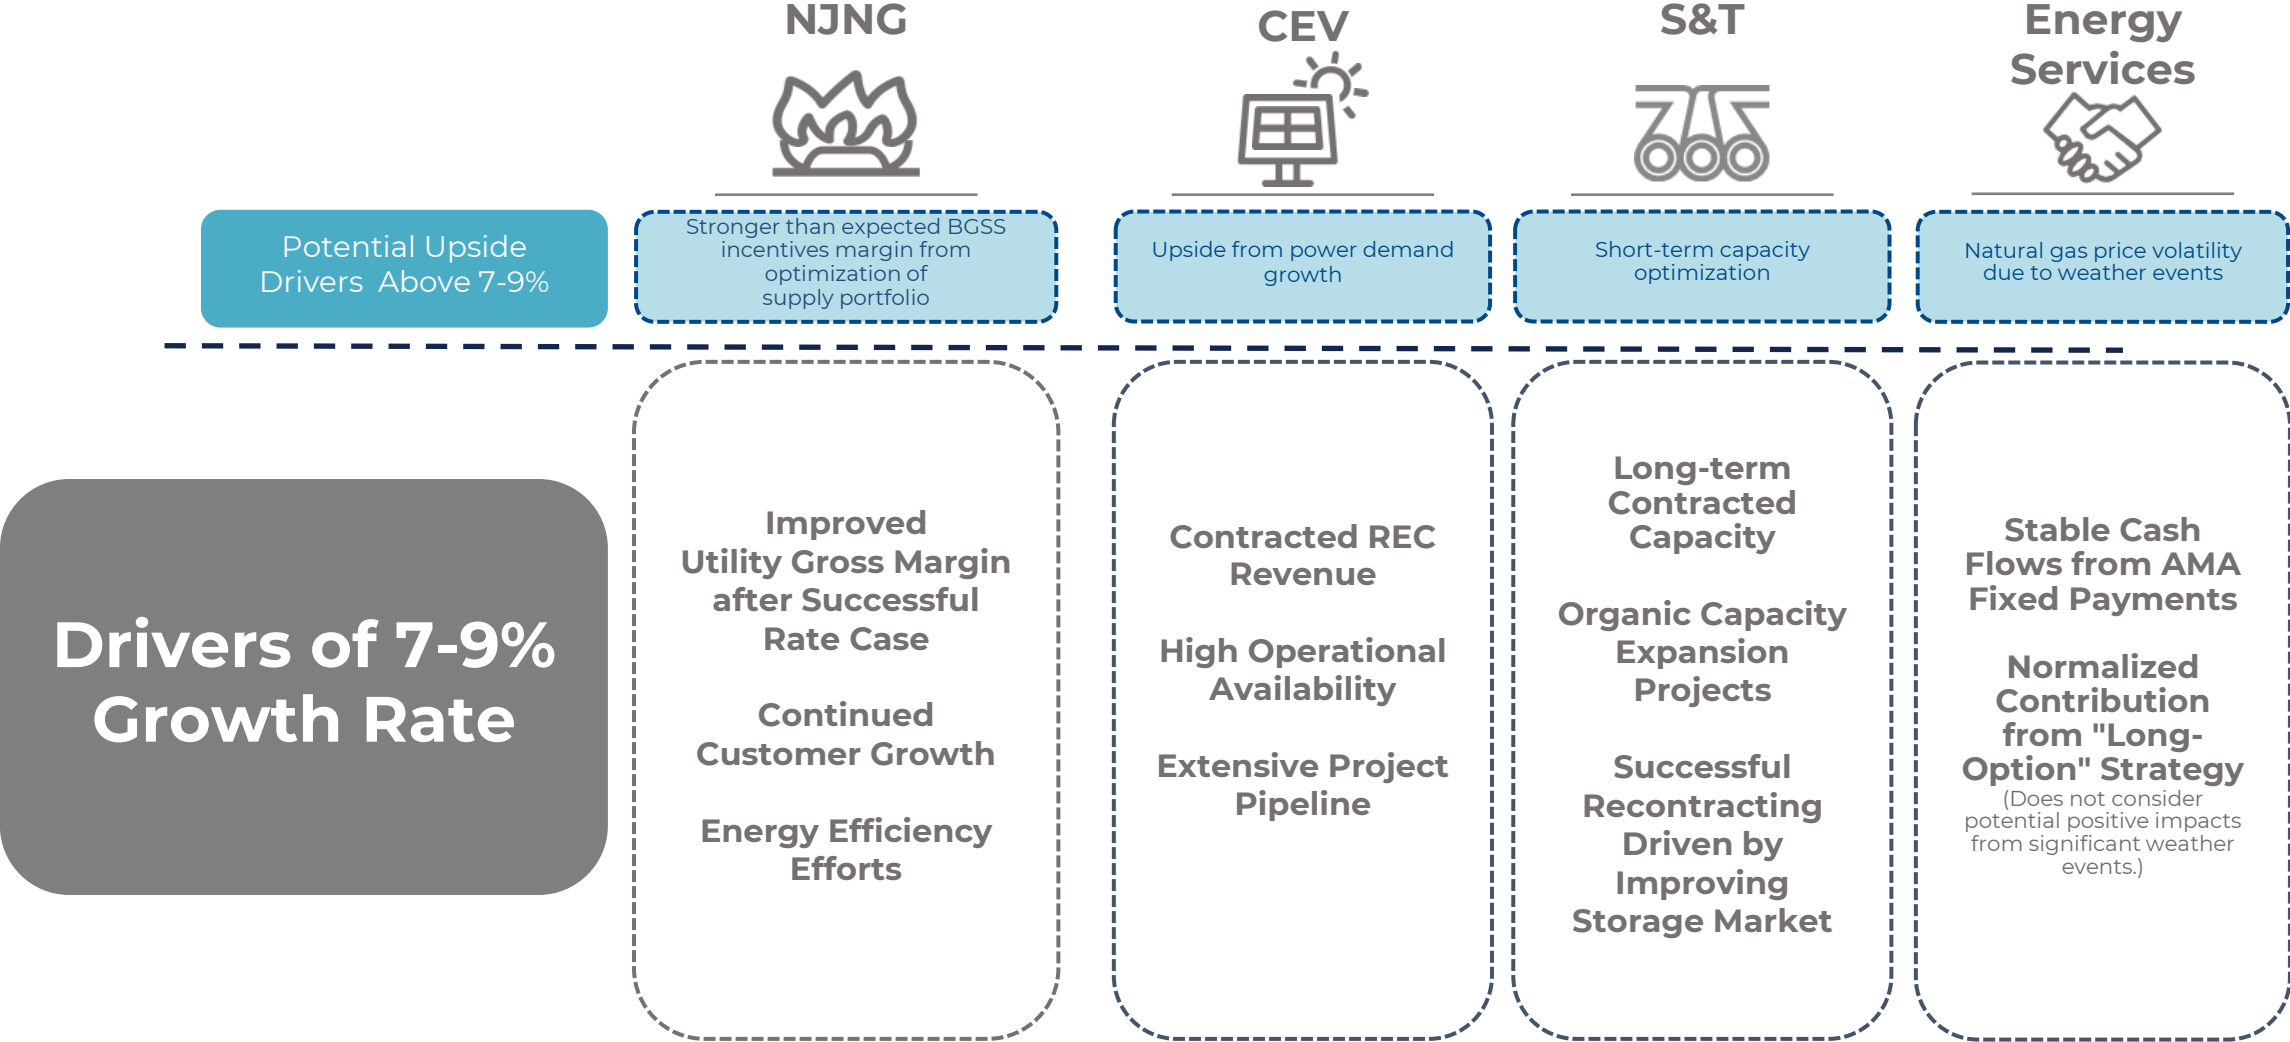 NJNG
CEV
S&T
Energy
Services
Potential Upside
Drivers  Above 7-9%
Stronger than expected BGSS
incentives margin from
optimization of
supply portfolio
Upside from power demand
growth
Short-term capacity
optimization
Natural gas price volatility
due to weather events
Drivers of 7-9%
Growth Rate
Improved
Utility Gross Margin
after Successful
Rate Case
Continued
Customer Growth
Energy Efficiency
Efforts
Contracted REC
Revenue
High Operational
Availability
Extensive Project
Pipeline
Long-term
Contracted
Capacity
Organic Capacity
Expansion
Projects
Successful
Recontracting
Driven by
Improving
Storage Market
Stable Cash
Flows from AMA
Fixed Payments
Normalized
Contribution
from "Long-
Option" Strategy
(Does not consider
potential positive impacts
from significant weather
events.)